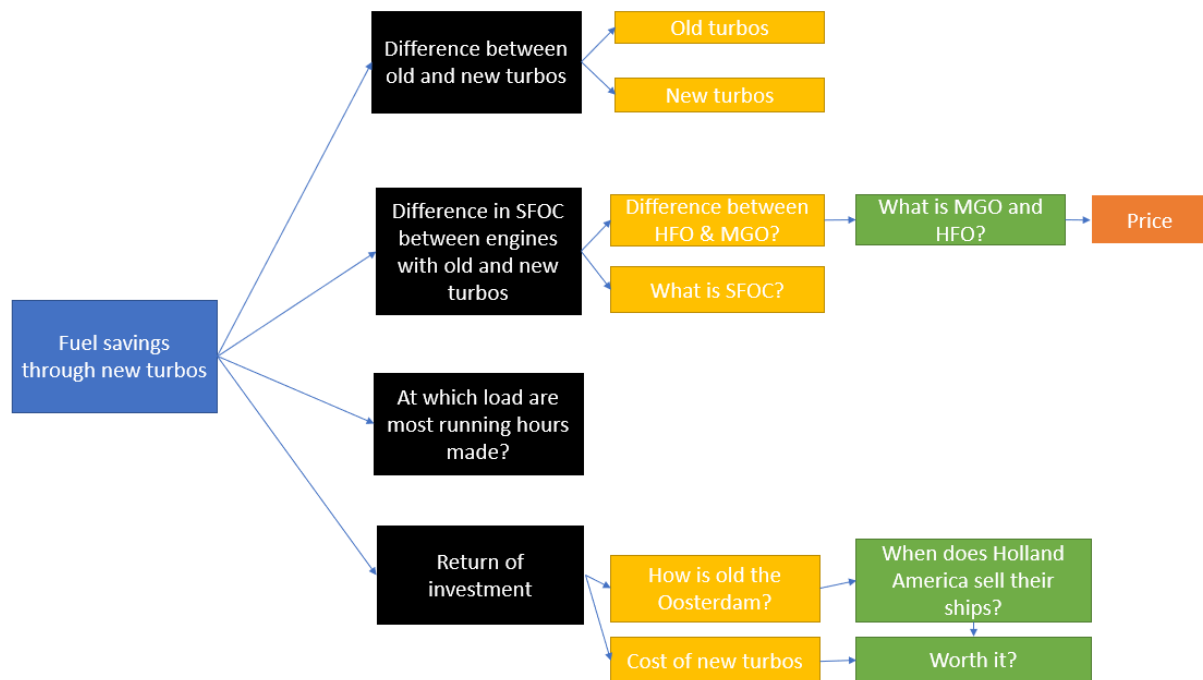 Old turbos
Difference between
old and new turbos
New turbos
Difference in SFOC
between engines
with old and new
turbos
Difference between
HFO & MGO?
What is MGO and
HFO?
Price
What is SFOC?
Fuel savings
through new turbos
At which load are
most running hours
made?
Return of
investment
How is old the
Oosterdam?
When does Holland
America sell their
ships?
Cost of new turbos
Worth it?